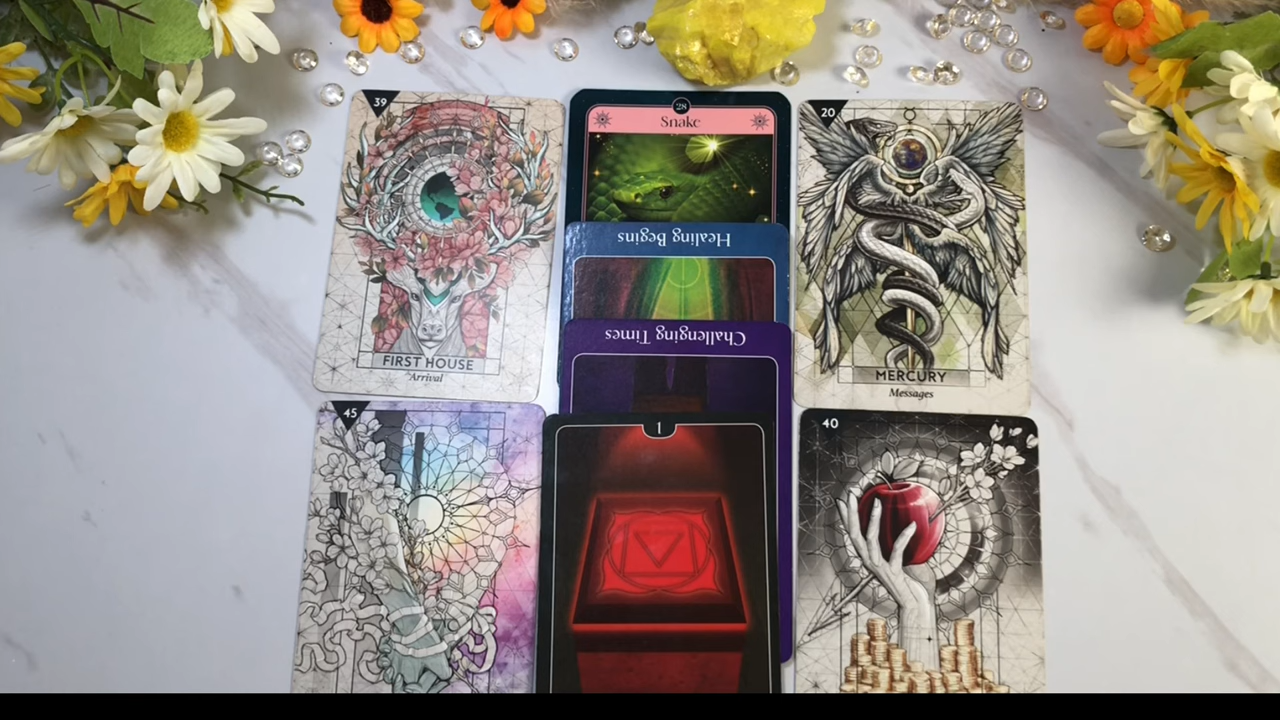 39
FIRST HOUSE
Arrival
28
Snake
Healing Begins
Challenging Times
1
20
MERCURY
Messages
45
40